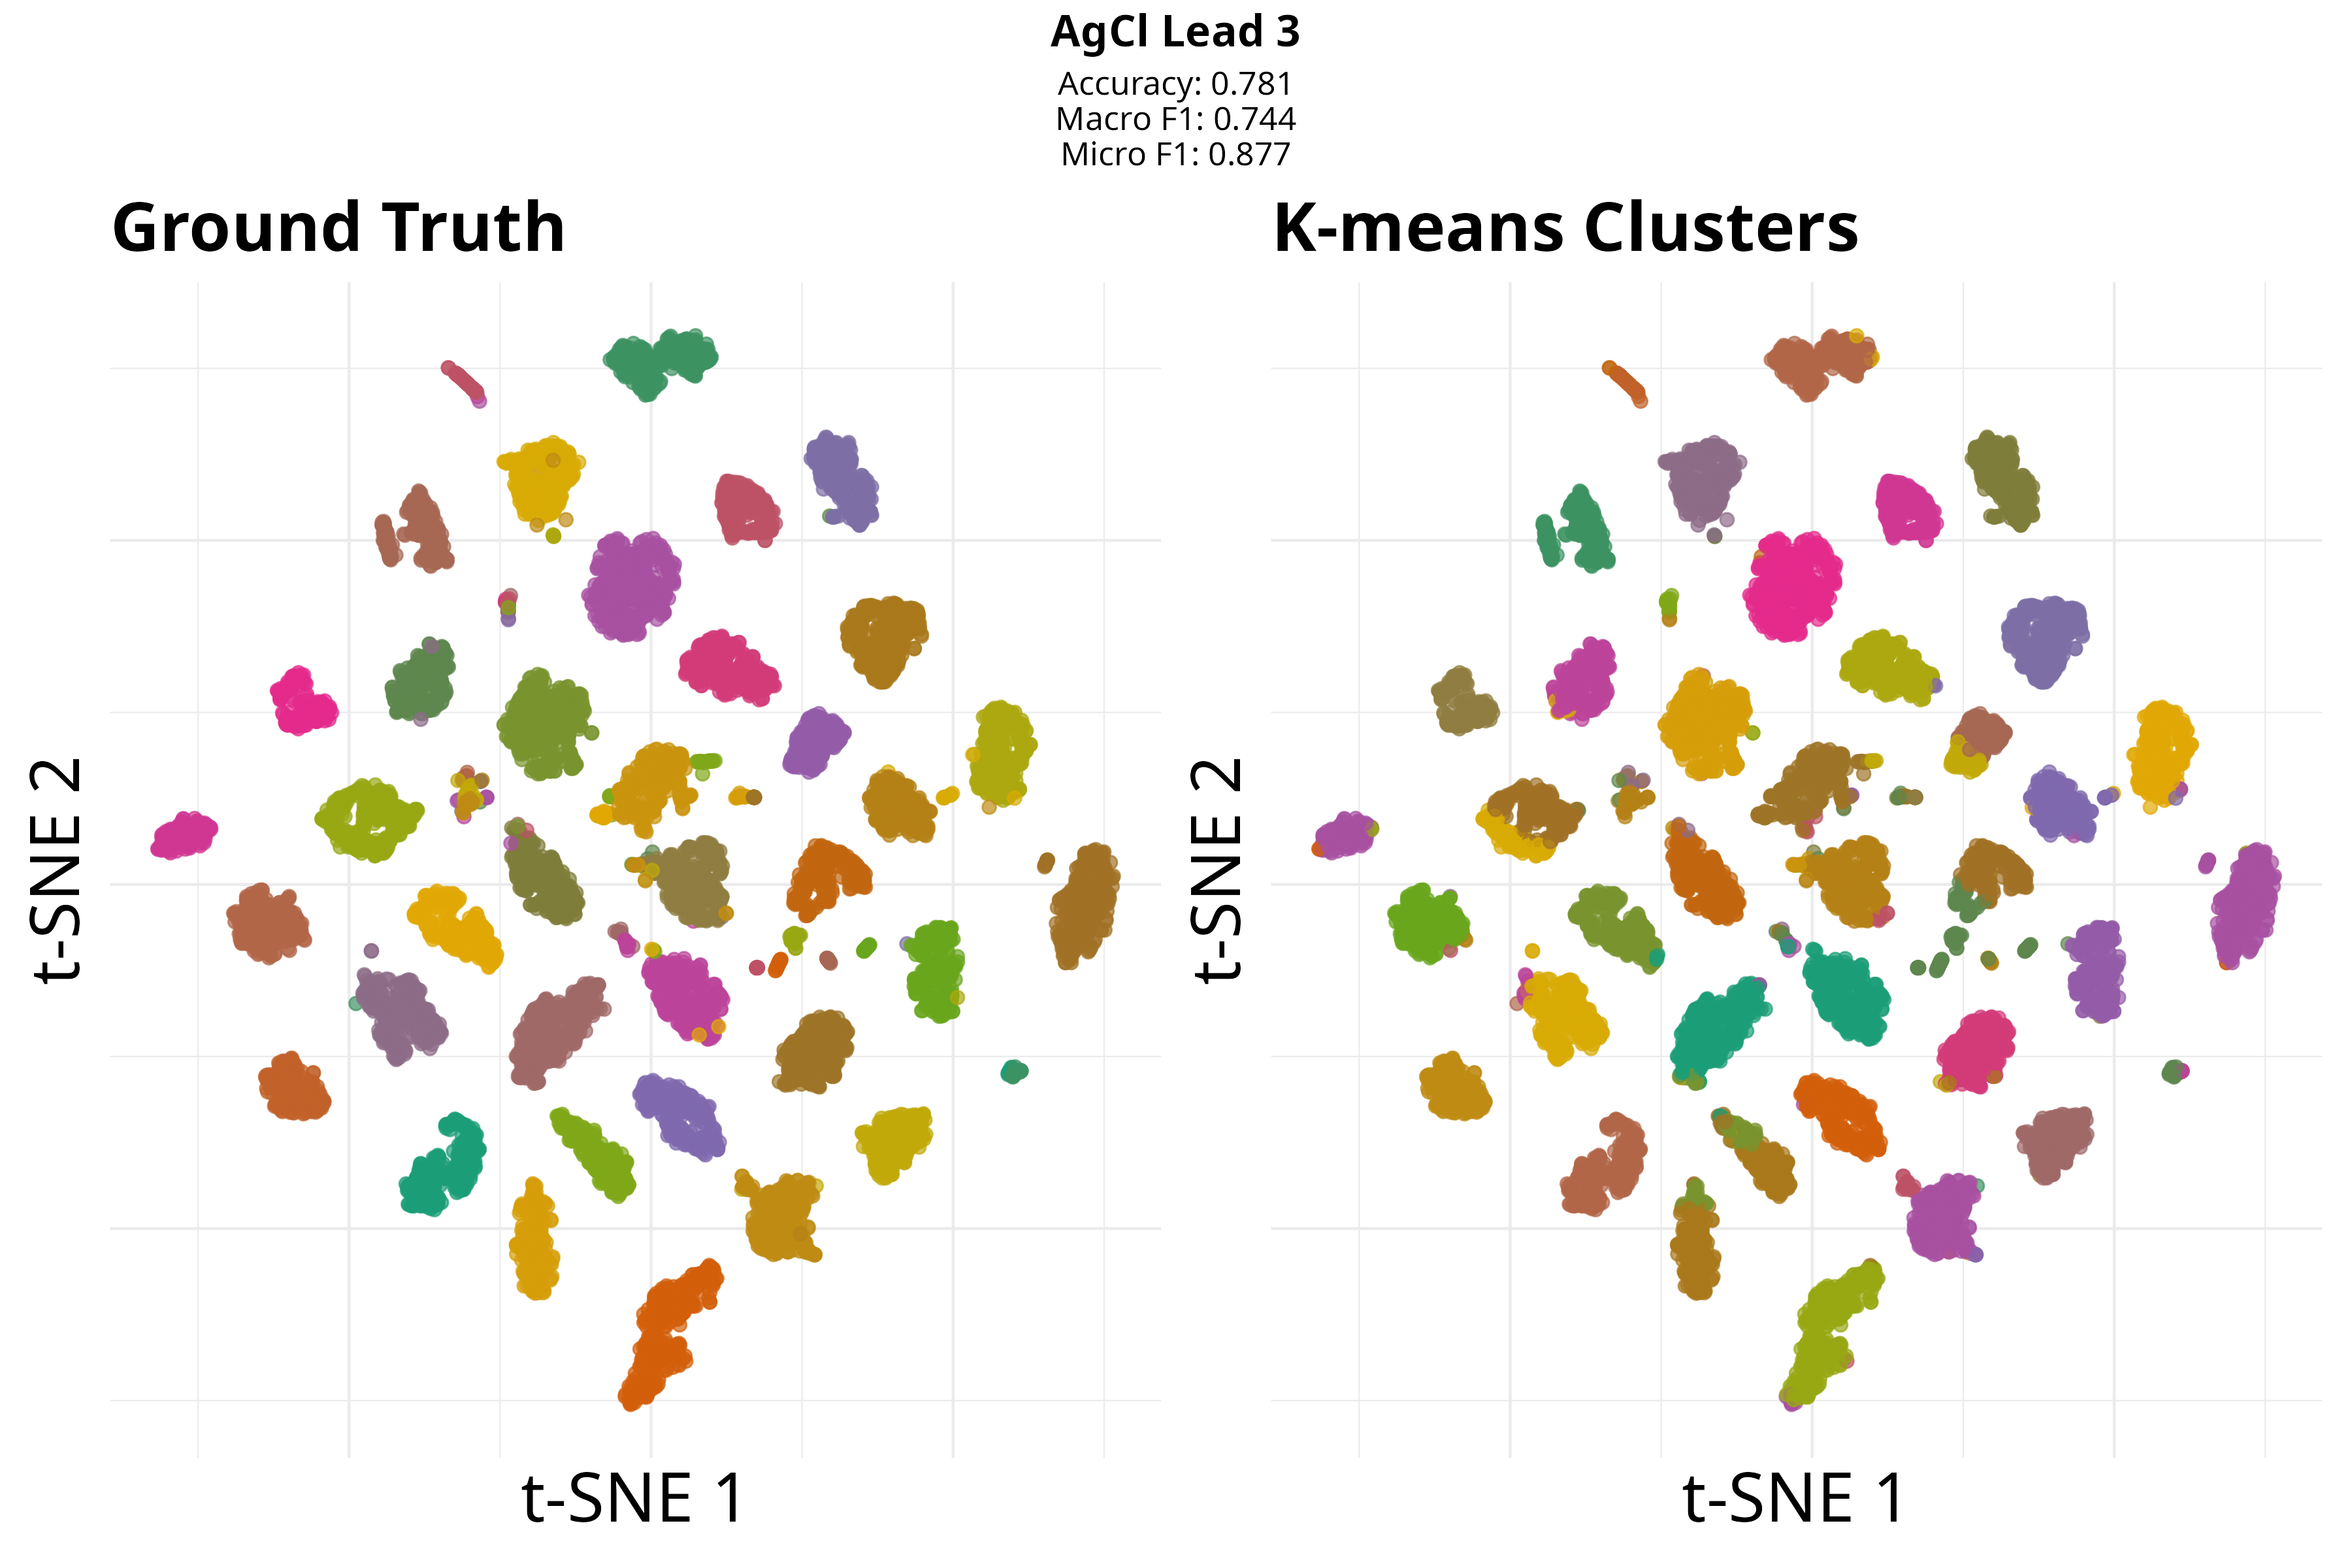 AgCl Lead 3
Accuracy: 0.781
Macro F1: 0.744
Micro F1: 0.877
Ground Truth
K-means Clusters
t-SNE 2
t-SNE 2
t-SNE 1
t-SNE 1